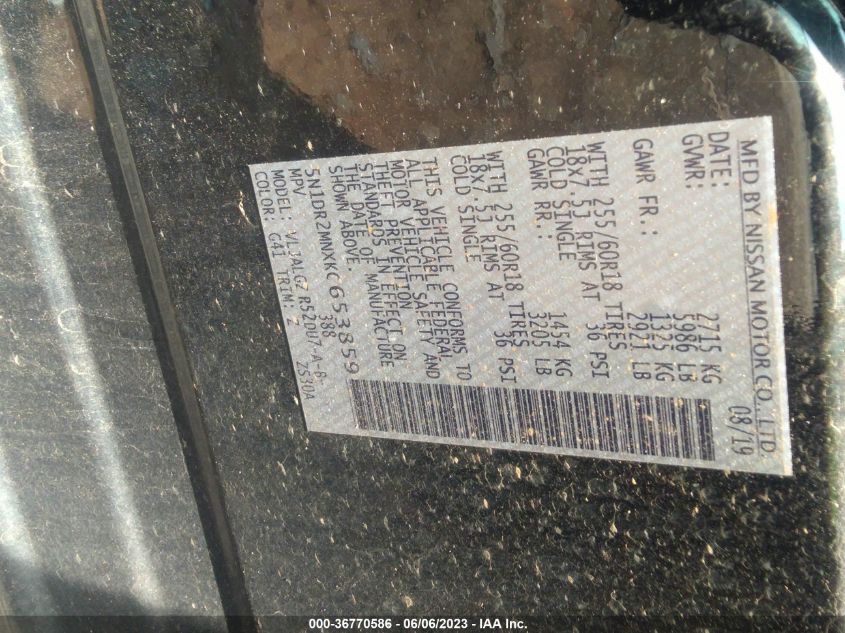 MFD BY NISSAN MOTOR CO., LTD.
DATE: 08/19
GVWR: 2715 KG
5986 LB
GAWR FR.: 1325 KG
2921 LB
WITH 255/60R18 TIRES
18x7.5J RIMS AT 36 PSI
COLD SINGLE
GAWR RR.: 1454 KG
3205 LB
WITH 255/60R18 TIRES
18x7.5J RIMS AT 36 PSI
COLD SINGLE
THIS VEHICLE CONFORMS TO
ALL APPLICABLE FEDERAL
MOTOR VEHICLE SAFETY AND
THEFT PREVENTION
STANDARDS IN EFFECT ON
THE DATE OF MANUFACTURE
SHOWN ABOVE.
5N1DR2MNXKC653859
MPV 388
MODEL: R52DU7-A-R
COLOR: G41 TRIM: Z ZS30A
000-36770586 / 06/06/2023 - IAA Inc.